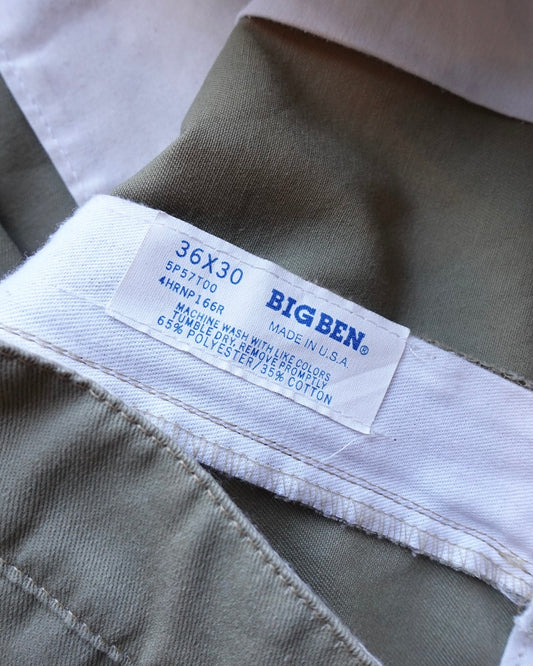 36X30
5P57T00
4HRNP166R
BIG BEN®
MADE IN U.S.A.
MACHINE WASH WITH LIKE COLORS
TUMBLE DRY. REMOVE PROMPTLY
65% POLYESTER/35% COTTON